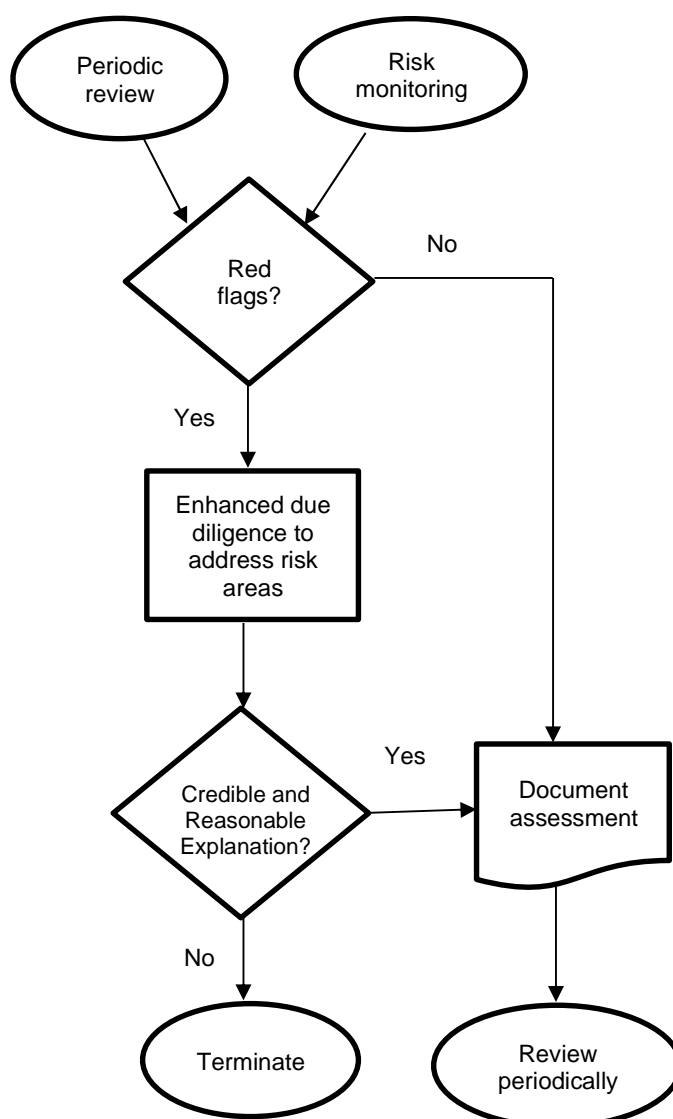 Periodic
review
Risk
monitoring
Red
flags?
No
Yes
Enhanced due
diligence to
address risk
areas
Credible and
Reasonable
Explanation?
Yes
Document
assessment
No
Terminate
Review
periodically